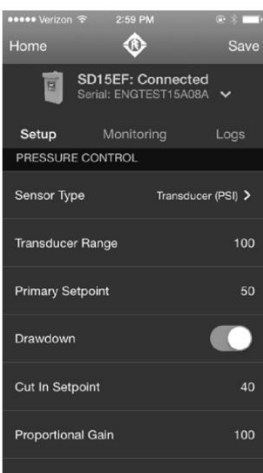 ●●●●● Verizon 2:59 PM
Home R Save
SD15EF: Connected
Serial: ENGTEST15A08A
Setup Monitoring Logs
PRESSURE CONTROL
Sensor Type Transducer (PSI) >
Transducer Range 100
Primary Setpoint 50
Drawdown
Cut In Setpoint 40
Proportional Gain 100